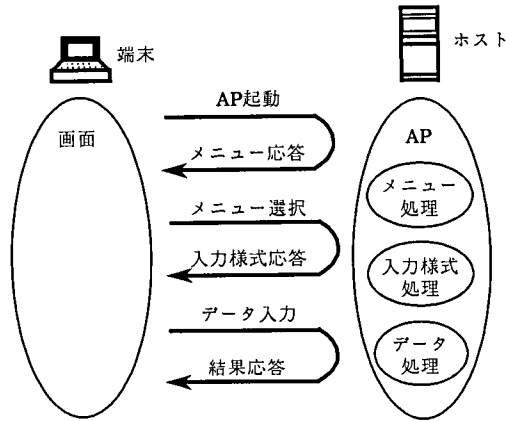 端末
ホスト
画面
AP起動
メニュー応答
メニュー選択
入力様式応答
データ入力
結果応答
AP
メニュー
処理
入力様式
処理
データ
処理